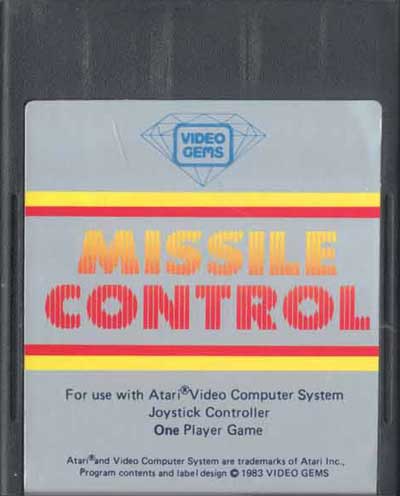 VIDEO
GEMS
MISSILE
CONTROL
For use with Atari® Video Computer System
Joystick Controller
One Player Game
Atari® and Video Computer System are trademarks of Atari Inc.,
Program contents and label design © 1983 VIDEO GEMS